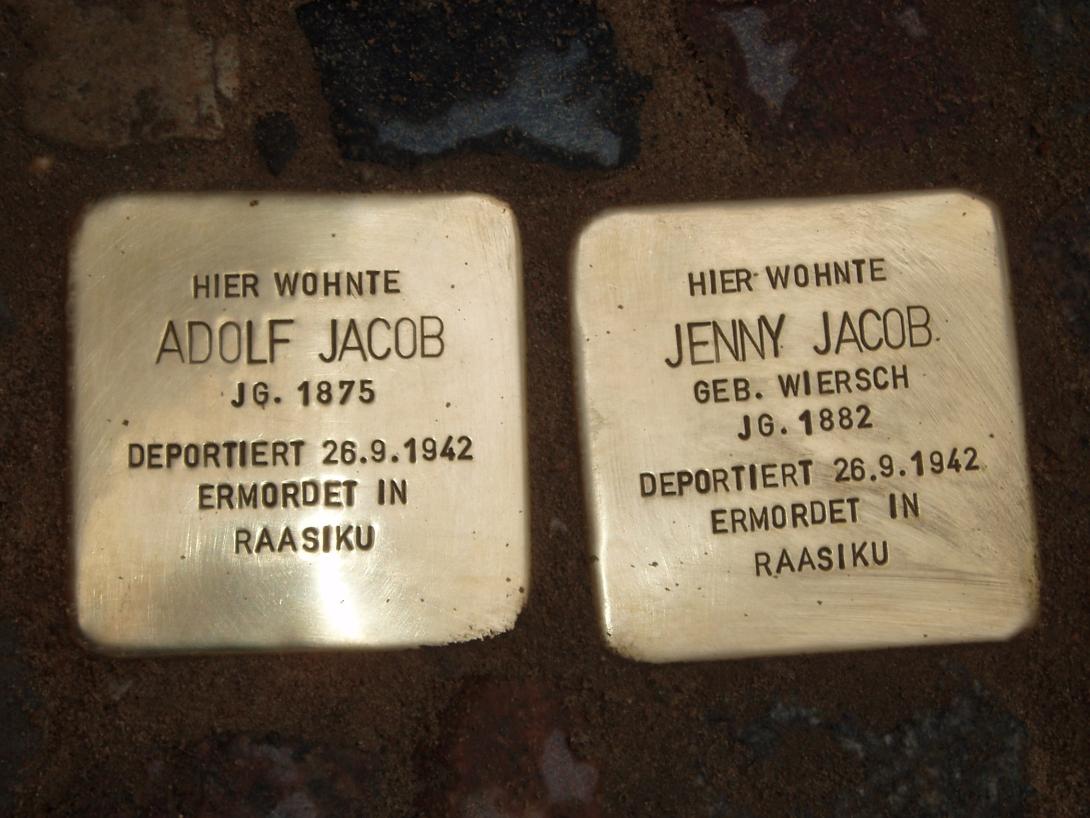 HIER WOHNTE
ADOLF JACOB
JG. 1875
DEPORTIERT 26.9.1942
ERMORDET IN
RAASIKU
HIER WOHNTE
JENNY JACOB
GEB. WIERSCH
JG. 1882
DEPORTIERT 26.9.1942
ERMORDET IN
RAASIKU